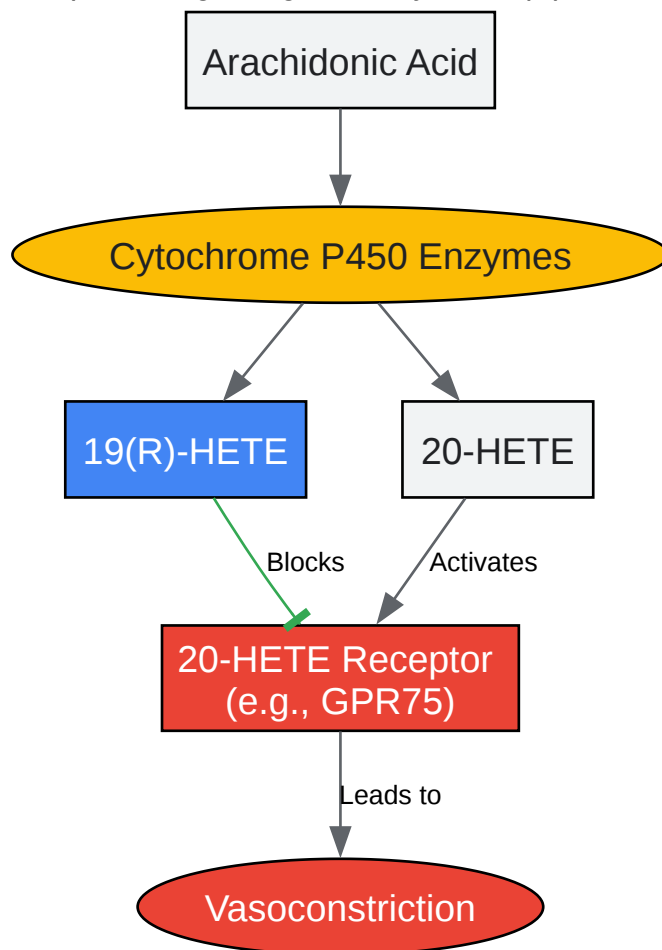 Arachidonic Acid
Cytochrome P450 Enzymes
19(R)-HETE
20-HETE
Blocks
Activates
20-HETE Receptor
(e.g., GPR75)
Leads to
Vasoconstriction